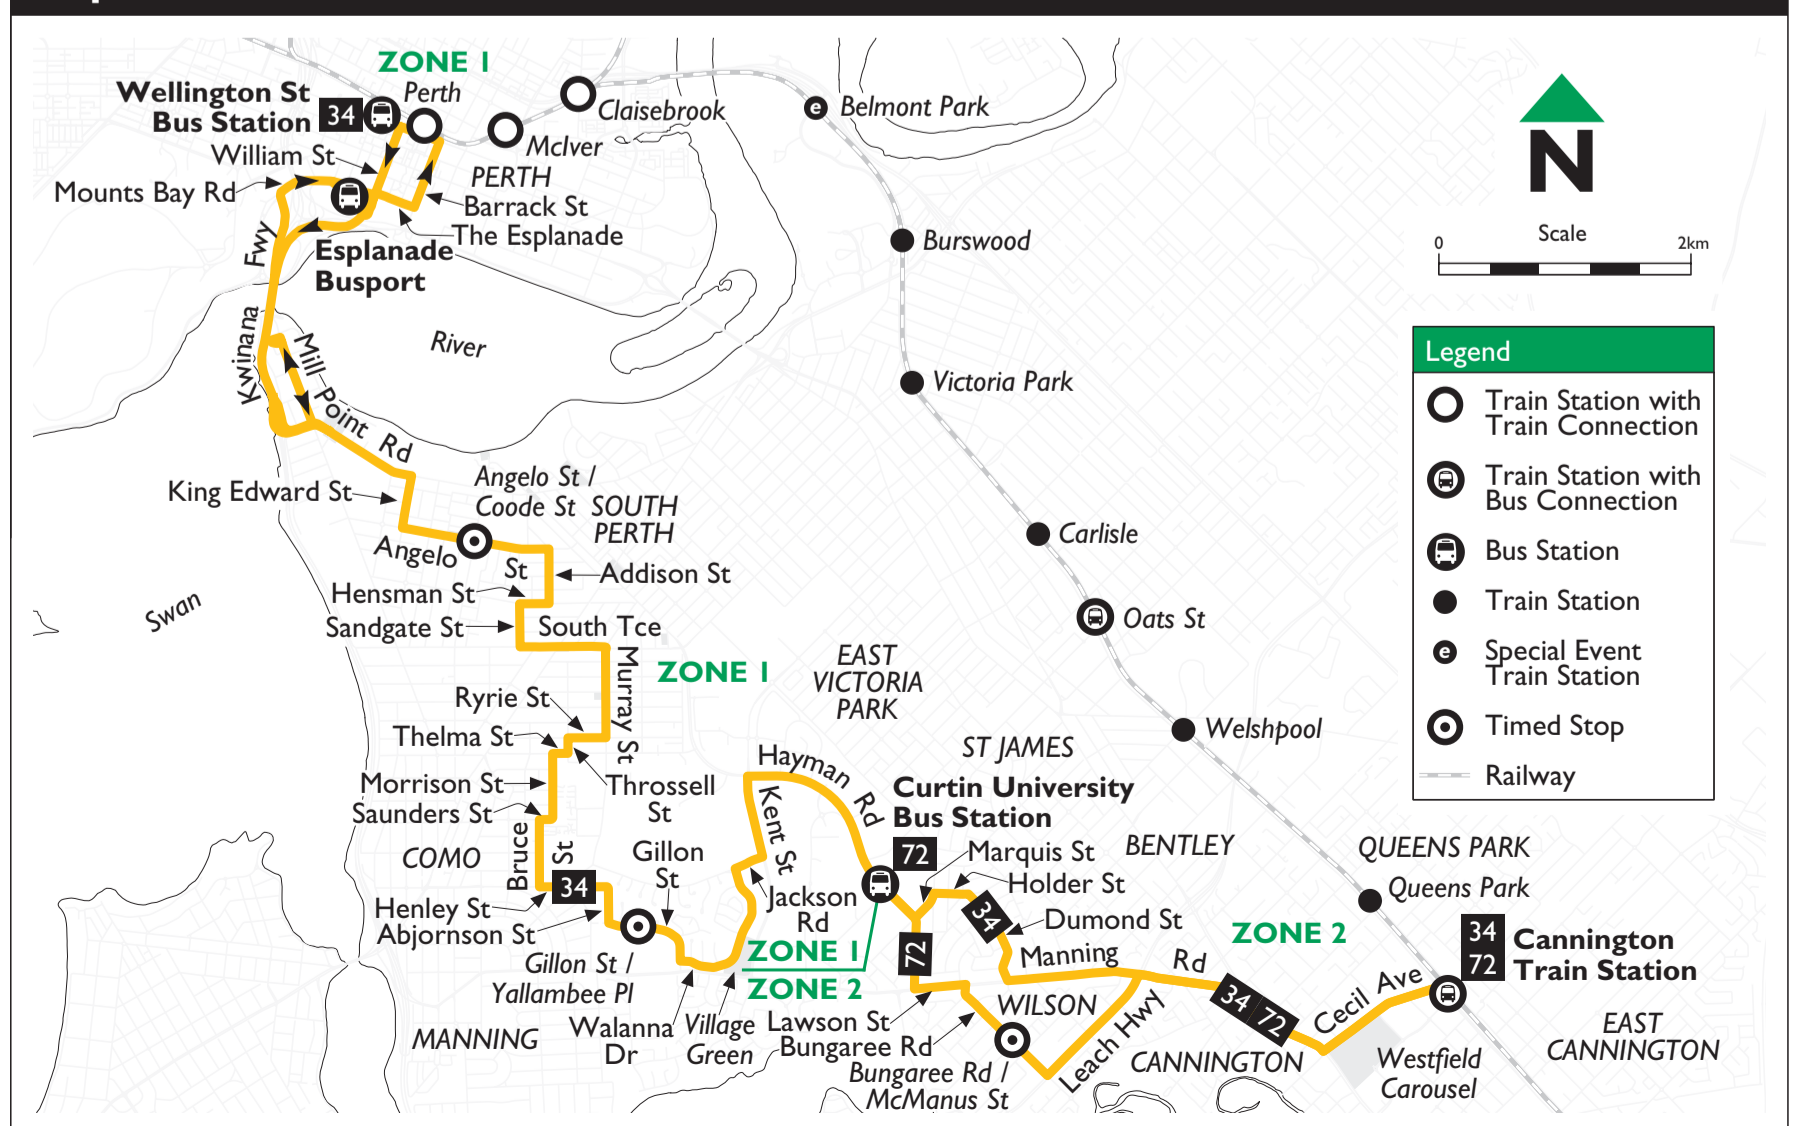 ZONE 1
Wellington St
Bus Station
34
Perth
Claisebrook
McIver
Belmont Park
William St
Mounts Bay Rd
PERTH
Barrack St
The Esplanade
Esplanade
Busport
Fwy
Kwinana
Mill Point Rd
River
Burswood
Victoria Park
N
0
Scale
2km
Legend
Train Station with
Train Connection
Train Station with
Bus Connection
Bus Station
Train Station
e
Special Event
Train Station
Timed Stop
Railway
e
King Edward St
Angelo St /
Coode St
SOUTH
PERTH
Angelo St
Addison St
Hensman St
Sandgate St
South Tce
Swan
Carlisle
Oats St
Murray St
ZONE 1
EAST
VICTORIA
PARK
Ryrie St
Thelma St
Throssell
St
Morrison St
Saunders St
Bruce St
COMO
34
Henley St
Abjornson St
Gillon
St
Gillon St /
Yallambee Pl
MANNING
Walanna
Dr
Village
Green
Hayman Rd
Kent St
Jackson
Rd
ST JAMES
Curtin University
Bus Station
72
Welshpool
Marquis St
Holder St
BENTLEY
34
Dumond St
72
ZONE 1
ZONE 2
Manning Rd
ZONE 2
QUEENS PARK
Queens Park
34
72
Cannington
Train Station
Lawson St
Bungaree Rd
WILSON
Bungaree Rd /
McManus St
Leach Hwy
34
72
Cecil Ave
CANNINGTON
Westfield
Carousel
EAST
CANNINGTON